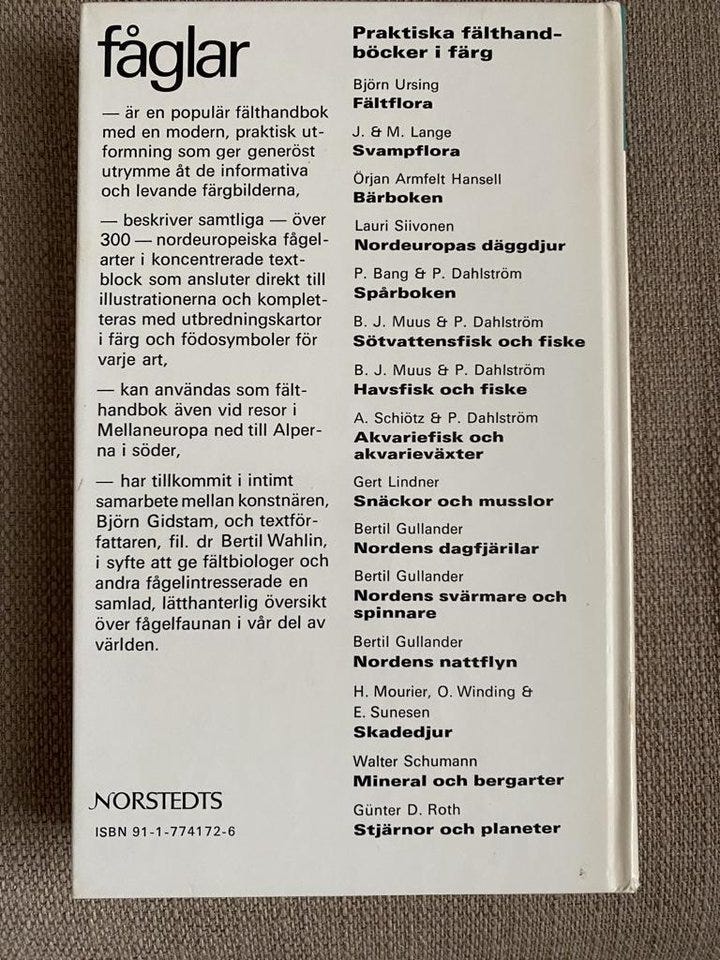 fåglar
— är en populär fälthandbok
med en modern, praktisk ut-
formning som ger generöst
utrymme åt de informativa
och levande färgbilderna,
— beskriver samtliga — över
300 — nordeuropeiska fågel-
arter i koncentrerade text-
block som ansluter direkt till
illustrationerna och komplet-
teras med utbredningskartor
i färg och födosymboler för
varje art,
— kan användas som fält-
handbok även vid resor i
Mellaneuropa ned till Alper-
na i söder,
— har tillkommit i intimt
samarbete mellan konstnären,
Björn Gidstam, och textför-
fattaren, fil. dr Bertil Wahlin,
i syfte att ge fältbiologer och
andra fågelintresserade en
samlad, lätthanterlig översikt
över fågelfaunan i vår del av
världen.
NORSTEDTS
ISBN 91-1-774172-6
Praktiska fälthand-
böcker i färg
Björn Ursing
Fältflora
J. & M. Lange
Svampflora
Örjan Armfelt Hansell
Bärboken
Lauri Siivonen
Nordeuropas däggdjur
P. Bang & P. Dahlström
Spårboken
B. J. Muus & P. Dahlström
Sötvattensfisk och fiske
B. J. Muus & P. Dahlström
Havsfisk och fiske
A. Schiötz & P. Dahlström
Akvariefisk och
akvarieväxter
Gert Lindner
Snäckor och musslor
Bertil Gullander
Nordens dagfjärilar
Bertil Gullander
Nordens svärmare och
spinnare
Bertil Gullander
Nordens nattflyn
H. Mourier, O. Winding &
E. Sunesen
Skadedjur
Walter Schumann
Mineral och bergarter
Günter D. Roth
Stjärnor och planeter